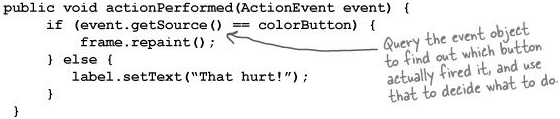 public void actionPerformed(ActionEvent event) {
if (event.getSource() == colorButton) {
frame.repaint();
} else {
label.setText(“That hurt!”);
}
}
Query the event object
to find out which button
actually fired it, and use
that to decide what to do.